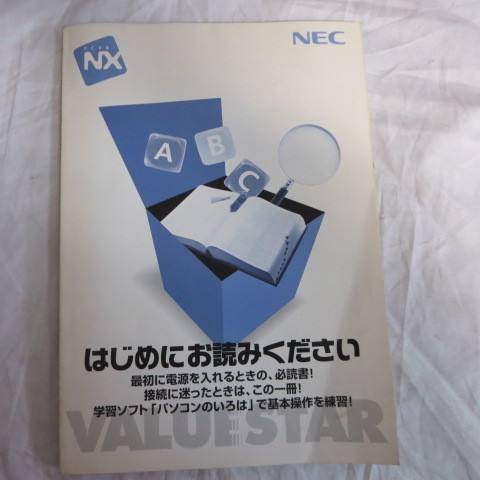 PC98
NX
NEC
A
B
C
はじめにお読みください
最初に電源を入れるときの、必読書!
接続に迷ったときは、この一冊!
学習ソフト「パソコンのいろは」で基本操作を練習!
VALUESTAR